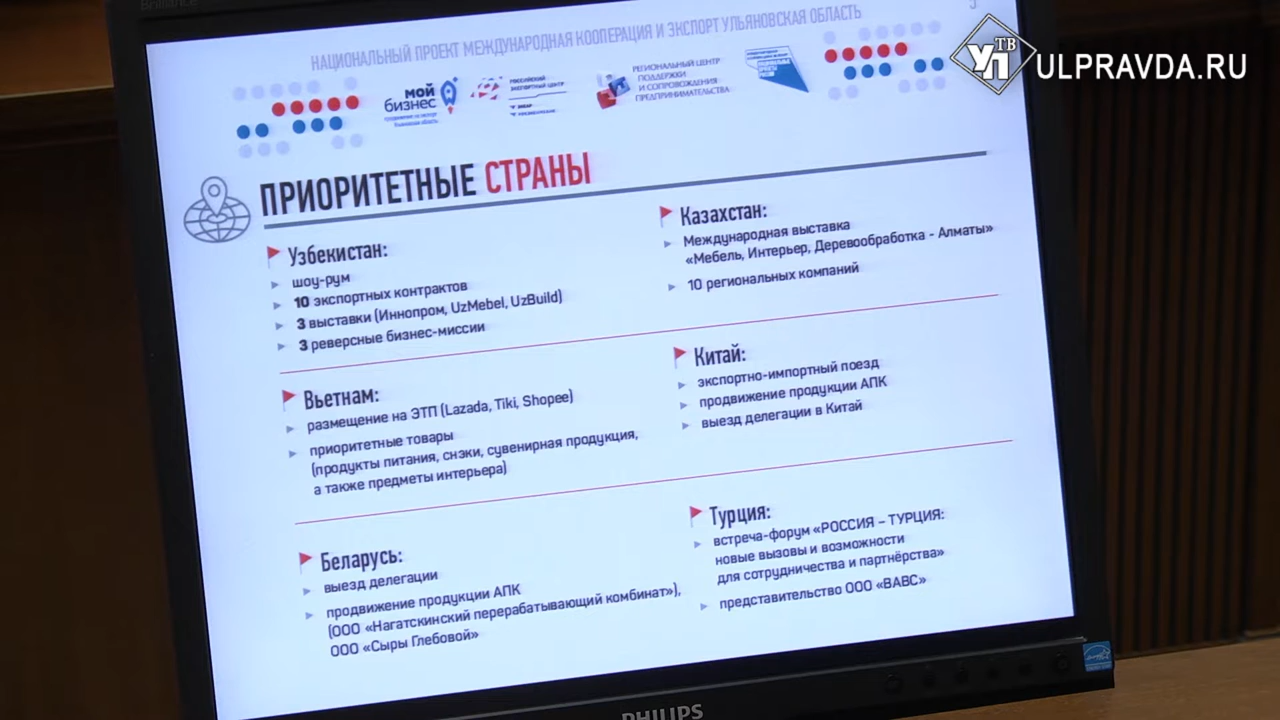 Brilliance
НАЦИОНАЛЬНЫЙ ПРОЕКТ МЕЖДУНАРОДНАЯ КООПЕРАЦИЯ И ЭКСПОРТ УЛЬЯНОВСКАЯ ОБЛАСТЬ
УП ТВ
ULPRAVDA.RU
МОЙ
БИЗНЕС
РОССИЙСКИЙ
ЭКСПОРТНЫЙ ЦЕНТР
РЕГИОНАЛЬНЫЙ ЦЕНТР
ПОДДЕРЖКИ
И СОПРОВОЖДЕНИЯ
ПРЕДПРИНИМАТЕЛЬСТВА
ПРИОРИТЕТНЫЕ СТРАНЫ
Узбекистан:
шоу-рум
10 экспортных контрактов
3 выставки (Иннопром, UzMebel, UzBuild)
3 реверсные бизнес-миссии
Казахстан:
Международная выставка
«Мебель, Интерьер, Деревообработка - Алматы»
10 региональных компаний
Вьетнам:
размещение на ЭТП (Lazada, Tiki, Shopee)
приоритетные товары
(продукты питания, снэки, сувенирная продукция,
а также предметы интерьера)
Китай:
экспортно-импортный поезд
продвижение продукции АПК
выезд делегации в Китай
Беларусь:
выезд делегации
продвижение продукции АПК
(ООО «Нагатскинский перерабатывающий комбинат»),
ООО «Сыры Глебовой»
Турция:
встреча-форум «РОССИЯ – ТУРЦИЯ:
новые вызовы и возможности
для сотрудничества и партнёрства»
представительство ООО «ВАВС»
PHILIPS